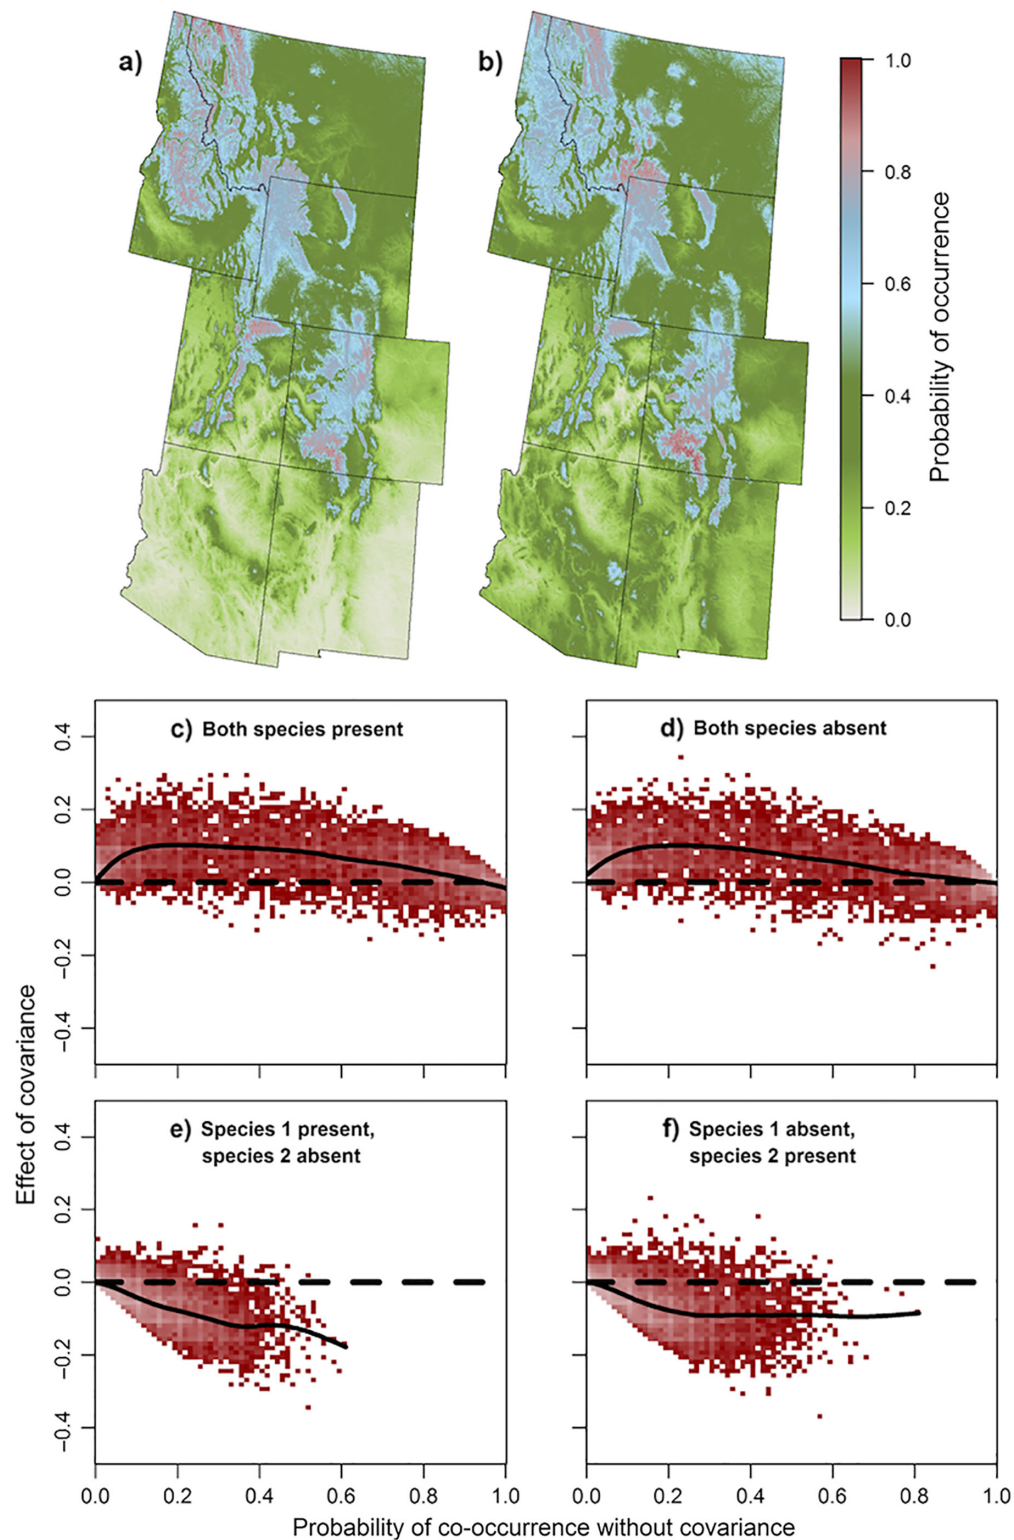 a)
b)
1.0
0.8
0.6
0.4
0.2
0.0
Probability of occurrence
c) Both species present
0.4
0.2
0.0
−0.2
−0.4
d) Both species absent
Effect of covariance
e) Species 1 present,
species 2 absent
0.4
0.2
0.0
−0.2
−0.4
f) Species 1 absent,
species 2 present
0.0 0.2 0.4 0.6 0.8 1.0
0.0 0.2 0.4 0.6 0.8 1.0
Probability of co-occurrence without covariance